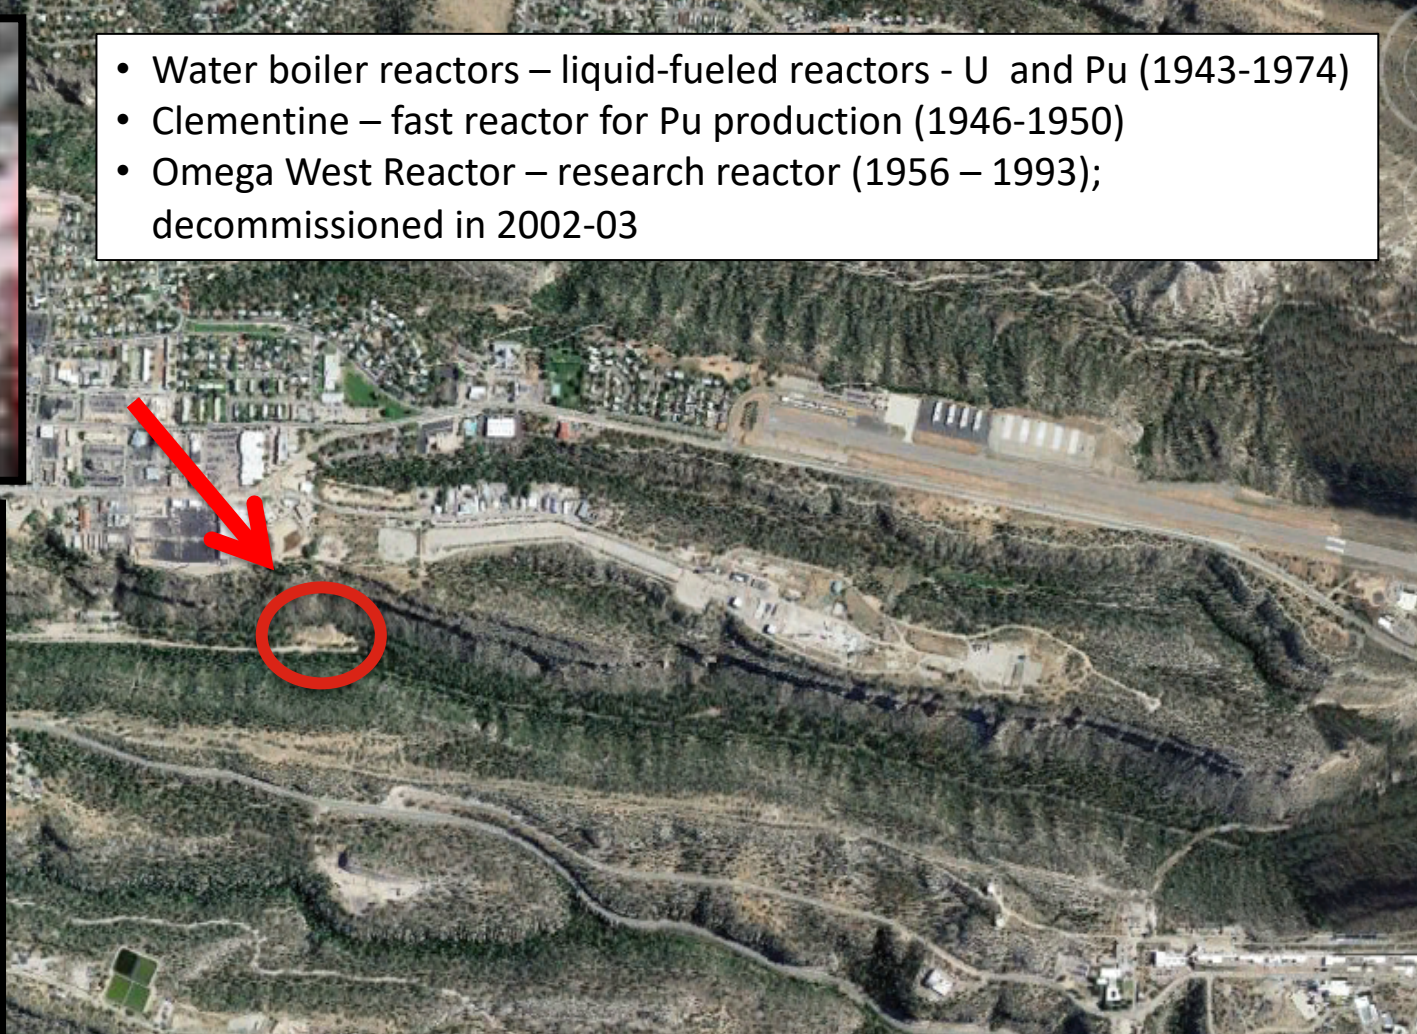 • Water boiler reactors – liquid-fueled reactors - U and Pu (1943-1974)
• Clementine – fast reactor for Pu production (1946-1950)
• Omega West Reactor – research reactor (1956 – 1993);
decommissioned in 2002-03